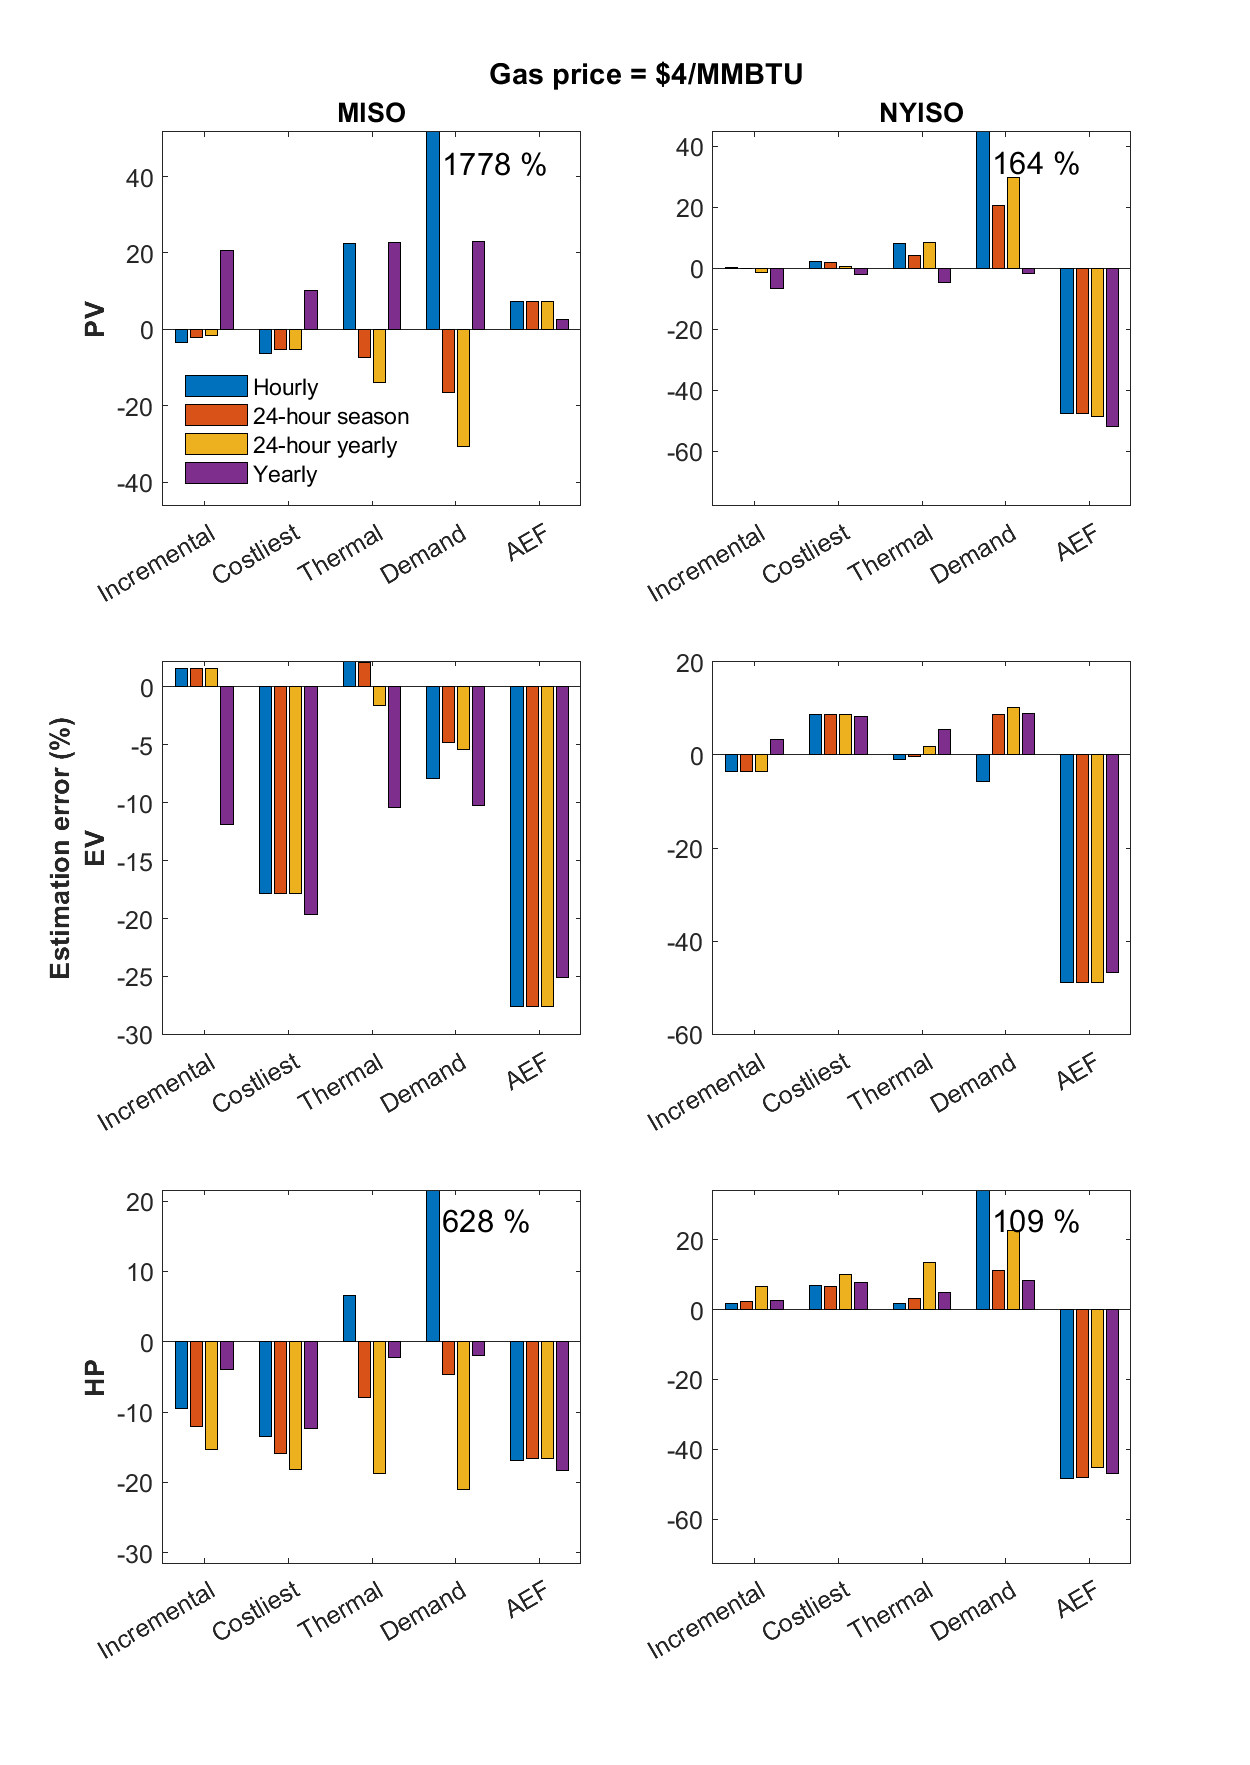 Gas price = $4/MMBTU
MISO
NYISO
PV
40
20
0
-20
-40
1778 %
Hourly
24-hour season
24-hour yearly
Yearly
Incremental
Costliest
Thermal
Demand
AEF
40
20
0
-20
-40
-60
164 %
Incremental
Costliest
Thermal
Demand
AEF
Estimation error (%)
EV
0
-5
-10
-15
-20
-25
-30
Incremental
Costliest
Thermal
Demand
AEF
20
0
-20
-40
-60
Incremental
Costliest
Thermal
Demand
AEF
HP
20
10
0
-10
-20
-30
628 %
Incremental
Costliest
Thermal
Demand
AEF
20
0
-20
-40
-60
109 %
Incremental
Costliest
Thermal
Demand
AEF